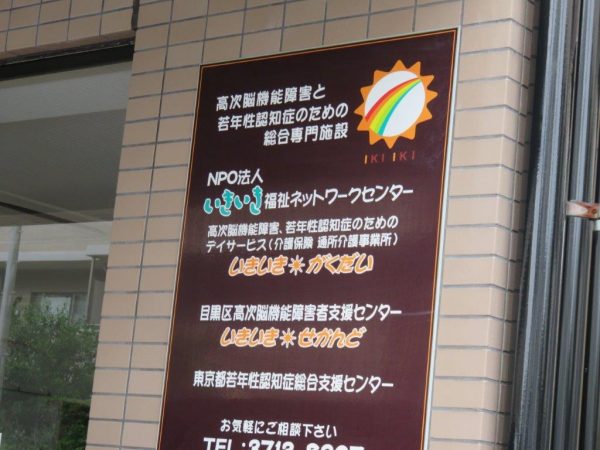 高次脳機能障害と
若年性認知症のための
総合専門施設
IKI IKI
NPO法人
いきいき福祉ネットワークセンター
高次脳機能障害、若年性認知症のための
デイサービス(介護保険 通所介護事業所)
いきいき☀がくだい
目黒区高次脳機能障害者支援センター
いきいき☀せかんど
東京都若年性認知症総合支援センター
お気軽にご相談下さい
TEL:3713-